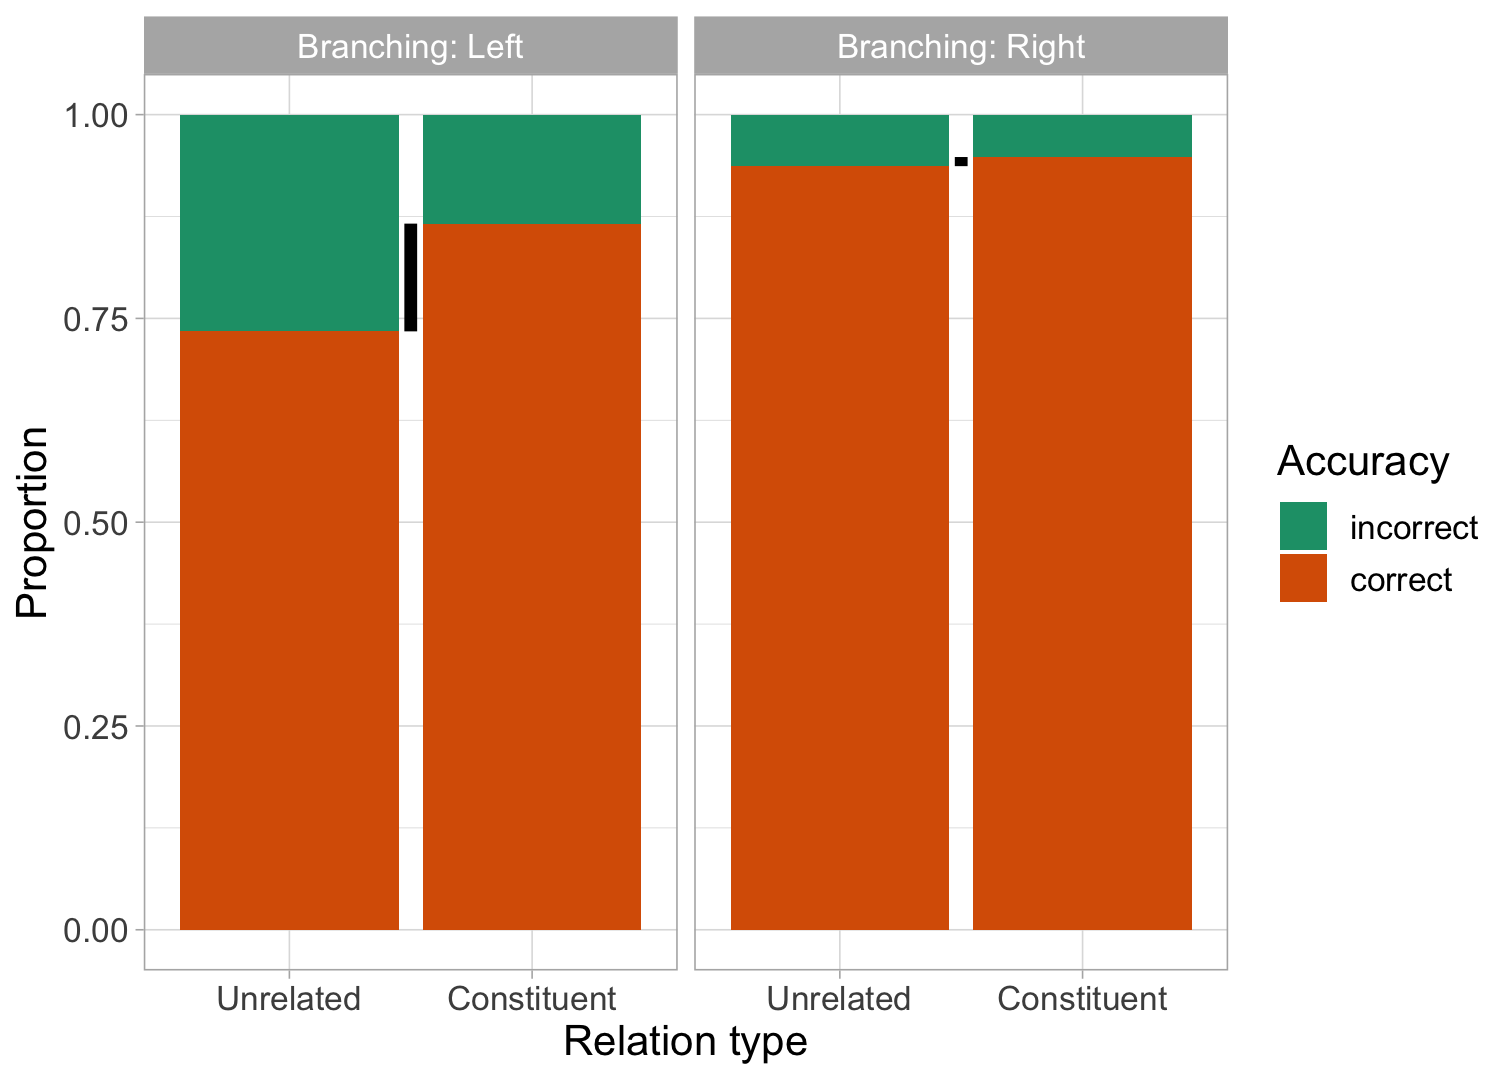 Branching: Left
Branching: Right
1.00
0.75
0.50
0.25
0.00
Proportion
Unrelated
Constituent
Unrelated
Constituent
Relation type
Accuracy
incorrect
correct